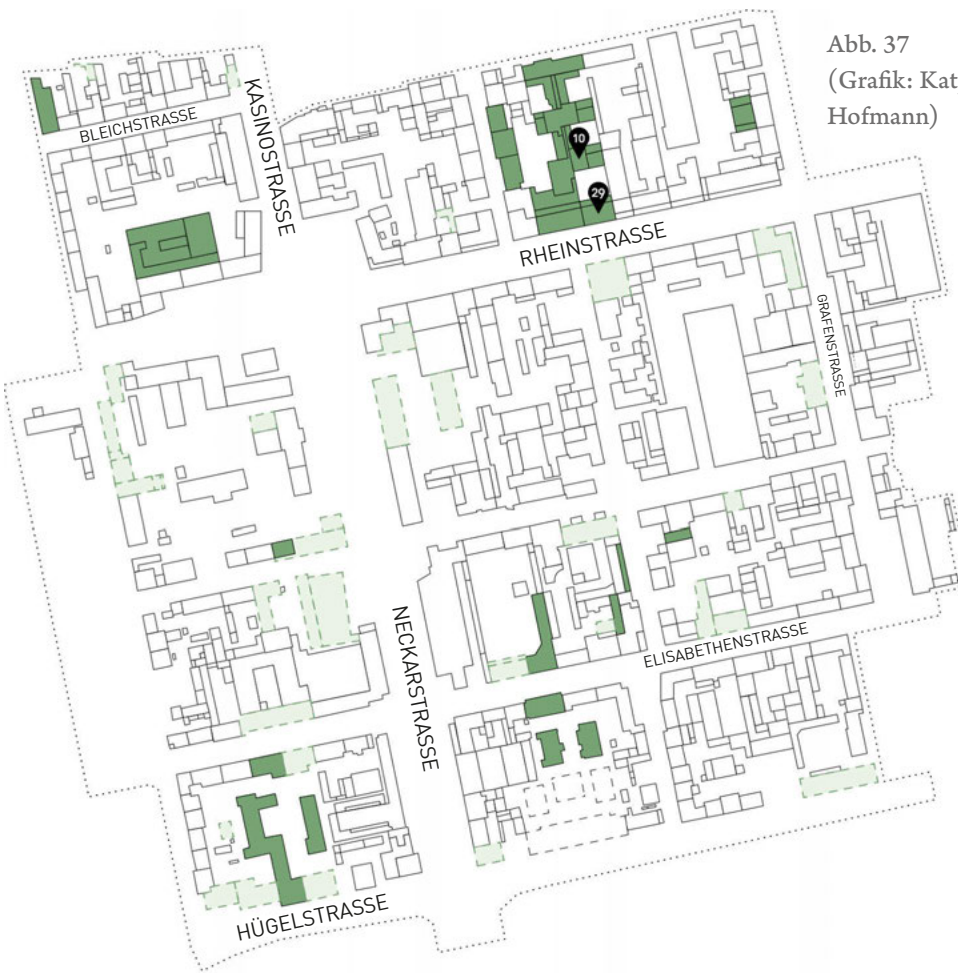 Abb. 37
(Grafik: Kat
Hofmann)
BLEICHSTRASSE
KASINOSTRASSE
10
29
RHEINSTRASSE
GRAFENSTRASSE
NECKARSTRASSE
ELISABETHENSTRASSE
HÜGELSTRASSE